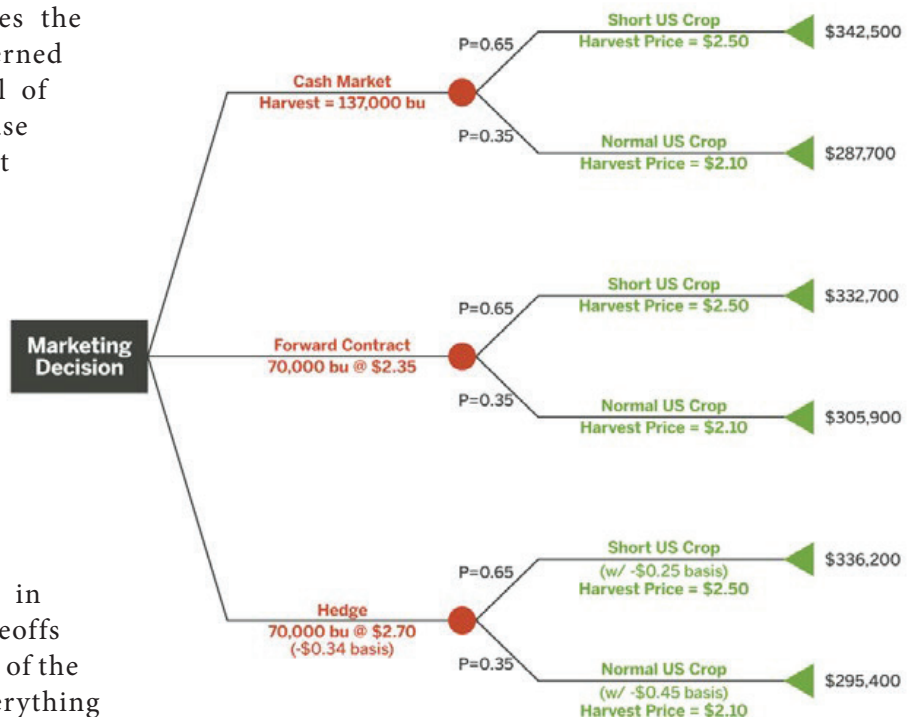 es the
erned
l of
se
t
in
eoffs
of the
erything
Marketing
Decision
Cash Market
Harvest = 137,000 bu
P=0.65
Short US Crop
Harvest Price = $2.50
$342,500
P=0.35
Normal US Crop
Harvest Price = $2.10
$287,700
Forward Contract
70,000 bu @ $2.35
P=0.65
Short US Crop
Harvest Price = $2.50
$332,700
P=0.35
Normal US Crop
Harvest Price = $2.10
$305,900
Hedge
70,000 bu @ $2.70
(-$0.34 basis)
P=0.65
Short US Crop
(w/ -$0.25 basis)
Harvest Price = $2.50
$336,200
P=0.35
Normal US Crop
(w/ -$0.45 basis)
Harvest Price = $2.10
$295,400